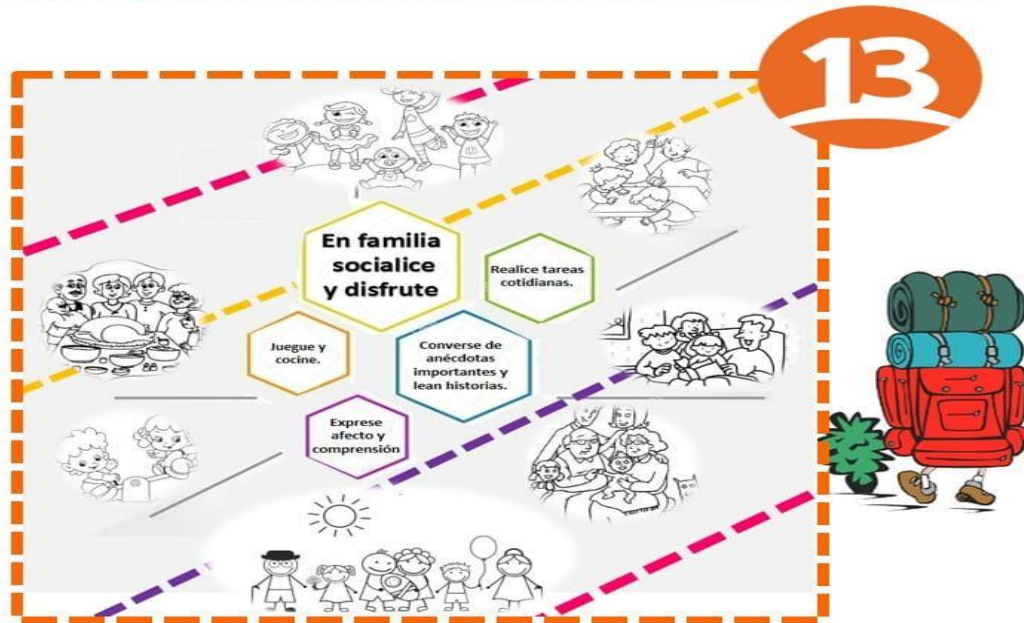 13
En familia
socialice
y disfrute
Realice tareas
cotidianas.
Juegue y
cocine.
Converse de
anécdotas
importantes y
lean historias.
Exprese
afecto y
comprensión